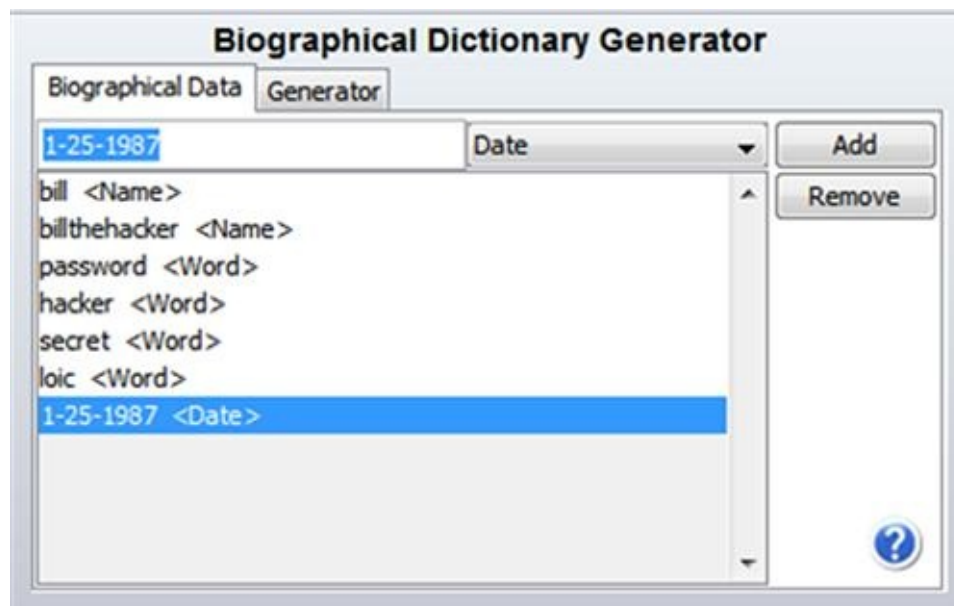 Biographical Dictionary Generator
Biographical Data Generator
1-25-1987 Date Add
bill <Name> Remove
billthehacker <Name>
password <Word>
hacker <Word>
secret <Word>
loic <Word>
1-25-1987 <Date>
?